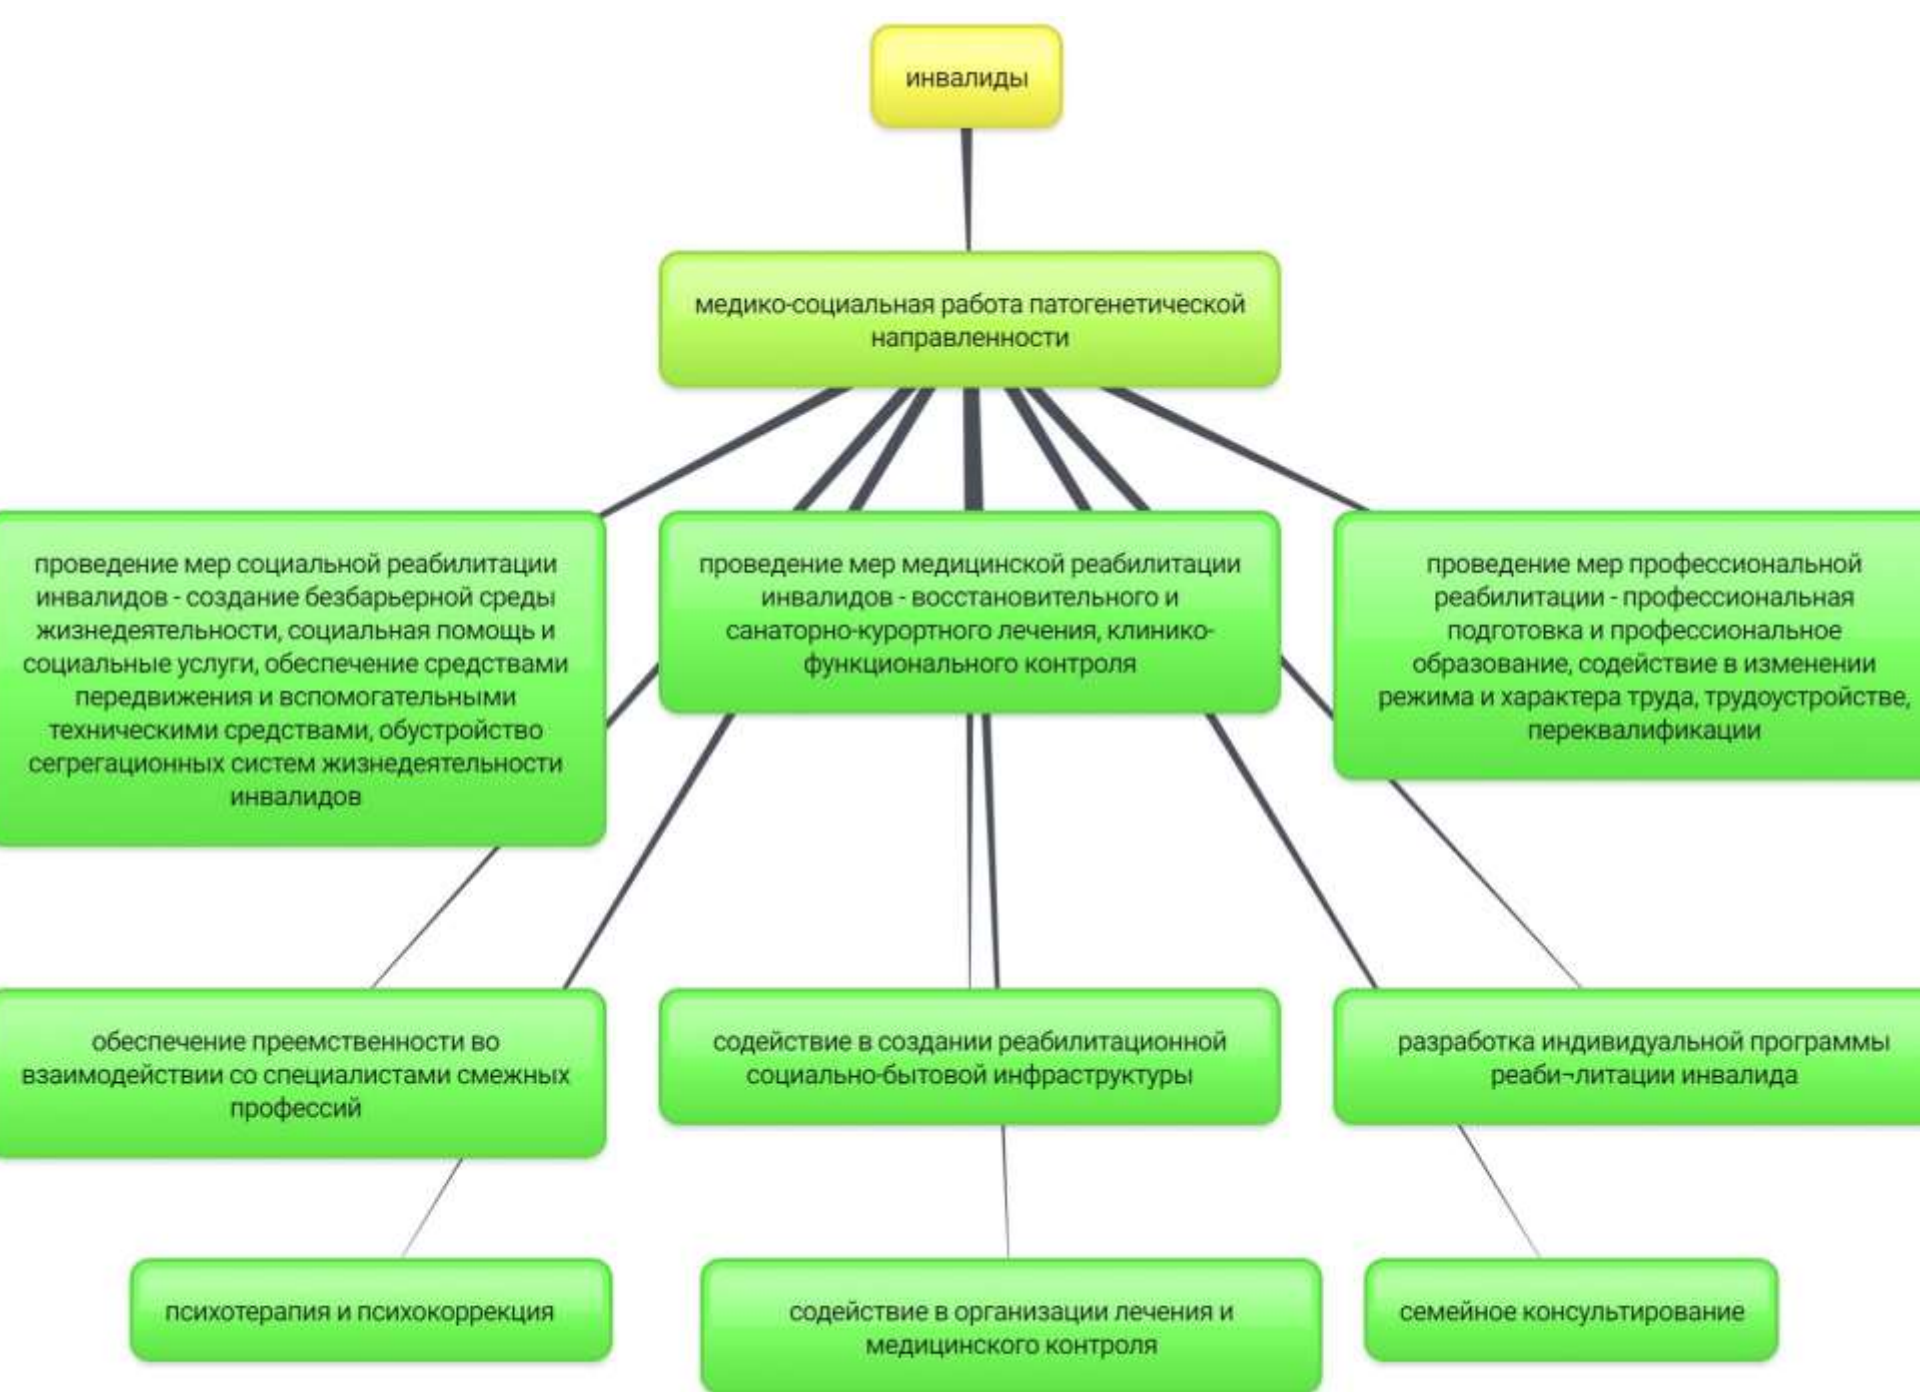 инвалиды
медико-социальная работа патогенетической
направленности
проведение мер социальной реабилитации
инвалидов - создание безбарьерной среды
жизнедеятельности, социальная помощь и
социальные услуги, обеспечение средствами
передвижения и вспомогательными
техническими средствами, обустройство
сегрегационных систем жизнедеятельности
инвалидов
проведение мер медицинской реабилитации
инвалидов - восстановительного и
санаторно-курортного лечения, клинико-
функционального контроля
проведение мер профессиональной
реабилитации - профессиональная
подготовка и профессиональное
образование, содействие в изменении
режима и характера труда, трудоустройстве,
переквалификации
обеспечение преемственности во
взаимодействии со специалистами смежных
профессий
содействие в создании реабилитационной
социально-бытовой инфраструктуры
разработка индивидуальной программы
реаби¬литации инвалида
психотерапия и психокоррекция
содействие в организации лечения и
медицинского контроля
семейное консультирование